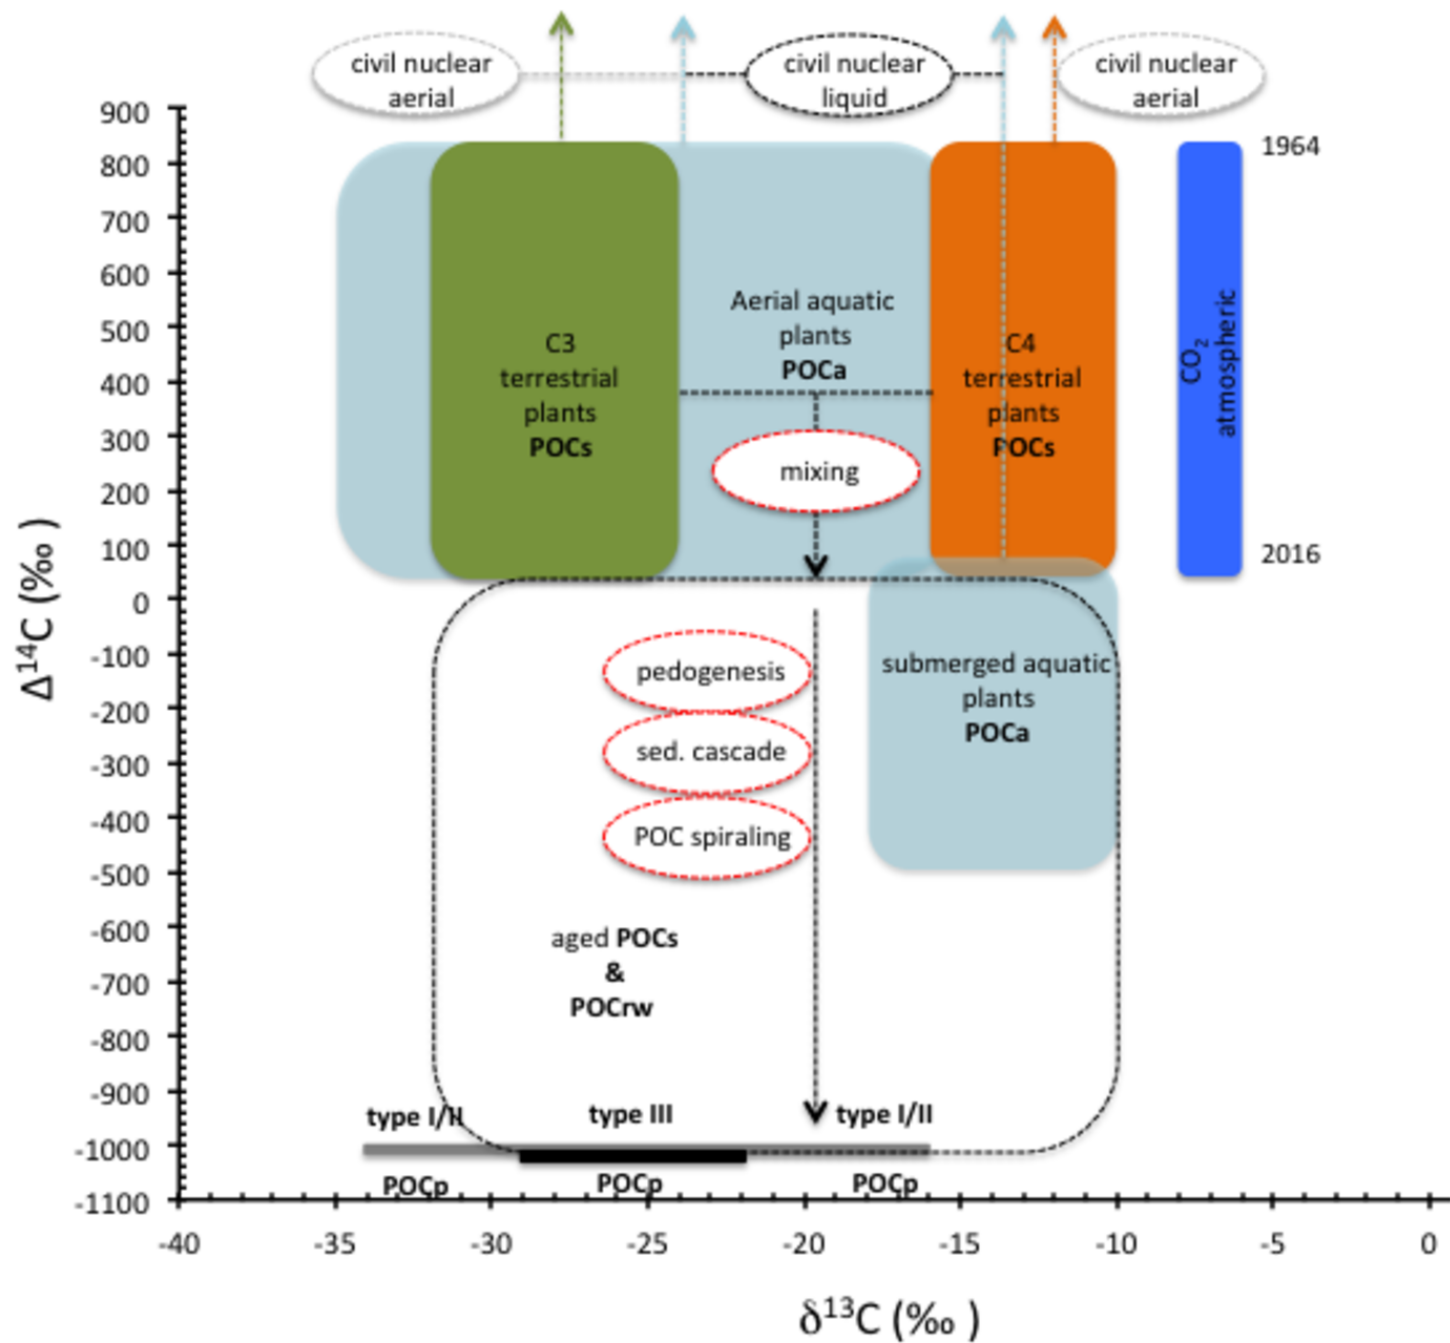 civil nuclear
aerial
civil nuclear
liquid
civil nuclear
aerial
900
800
700
600
500
400
300
200
100
0
-100
-200
-300
-400
-500
-600
-700
-800
-900
-1000
-1100
Δ¹⁴C (‰ )
1964
2016
CO₂
atmospheric
C3
terrestrial
plants
POCs
Aerial aquatic
plants
POCa
mixing
C4
terrestrial
plants
POCs
pedogenesis
sed. cascade
POC spiraling
submerged aquatic
plants
POCa
aged POCs
&
POCrw
type I/II
type III
type I/II
POCp
POCp
POCp
-40
-35
-30
-25
-20
-15
-10
-5
0
δ¹³C (‰ )